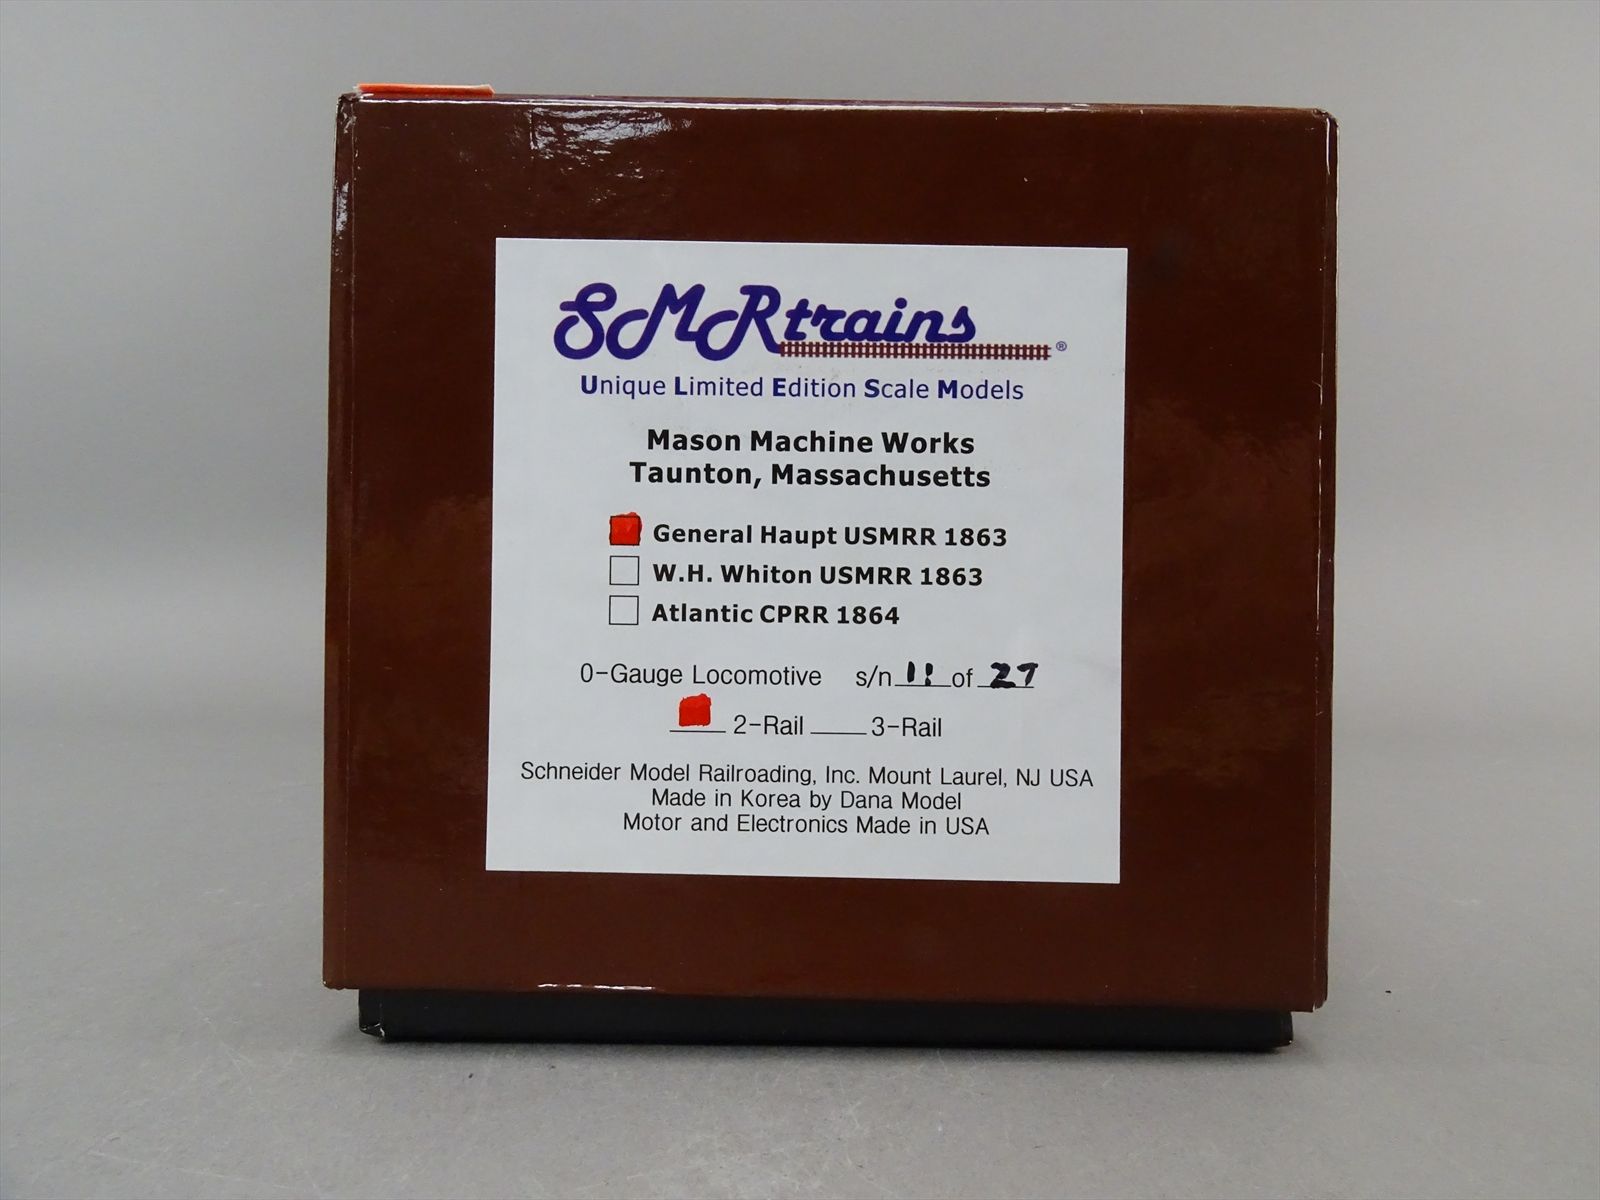 SMRtrains®
Unique Limited Edition Scale Models
Mason Machine Works
Taunton, Massachusetts
General Haupt USMRR 1863
W.H. Whiton USMRR 1863
Atlantic CPRR 1864
O-Gauge Locomotive s/n 11 of 27
2-Rail ____ 3-Rail
Schneider Model Railroading, Inc. Mount Laurel, NJ USA
Made in Korea by Dana Model
Motor and Electronics Made in USA